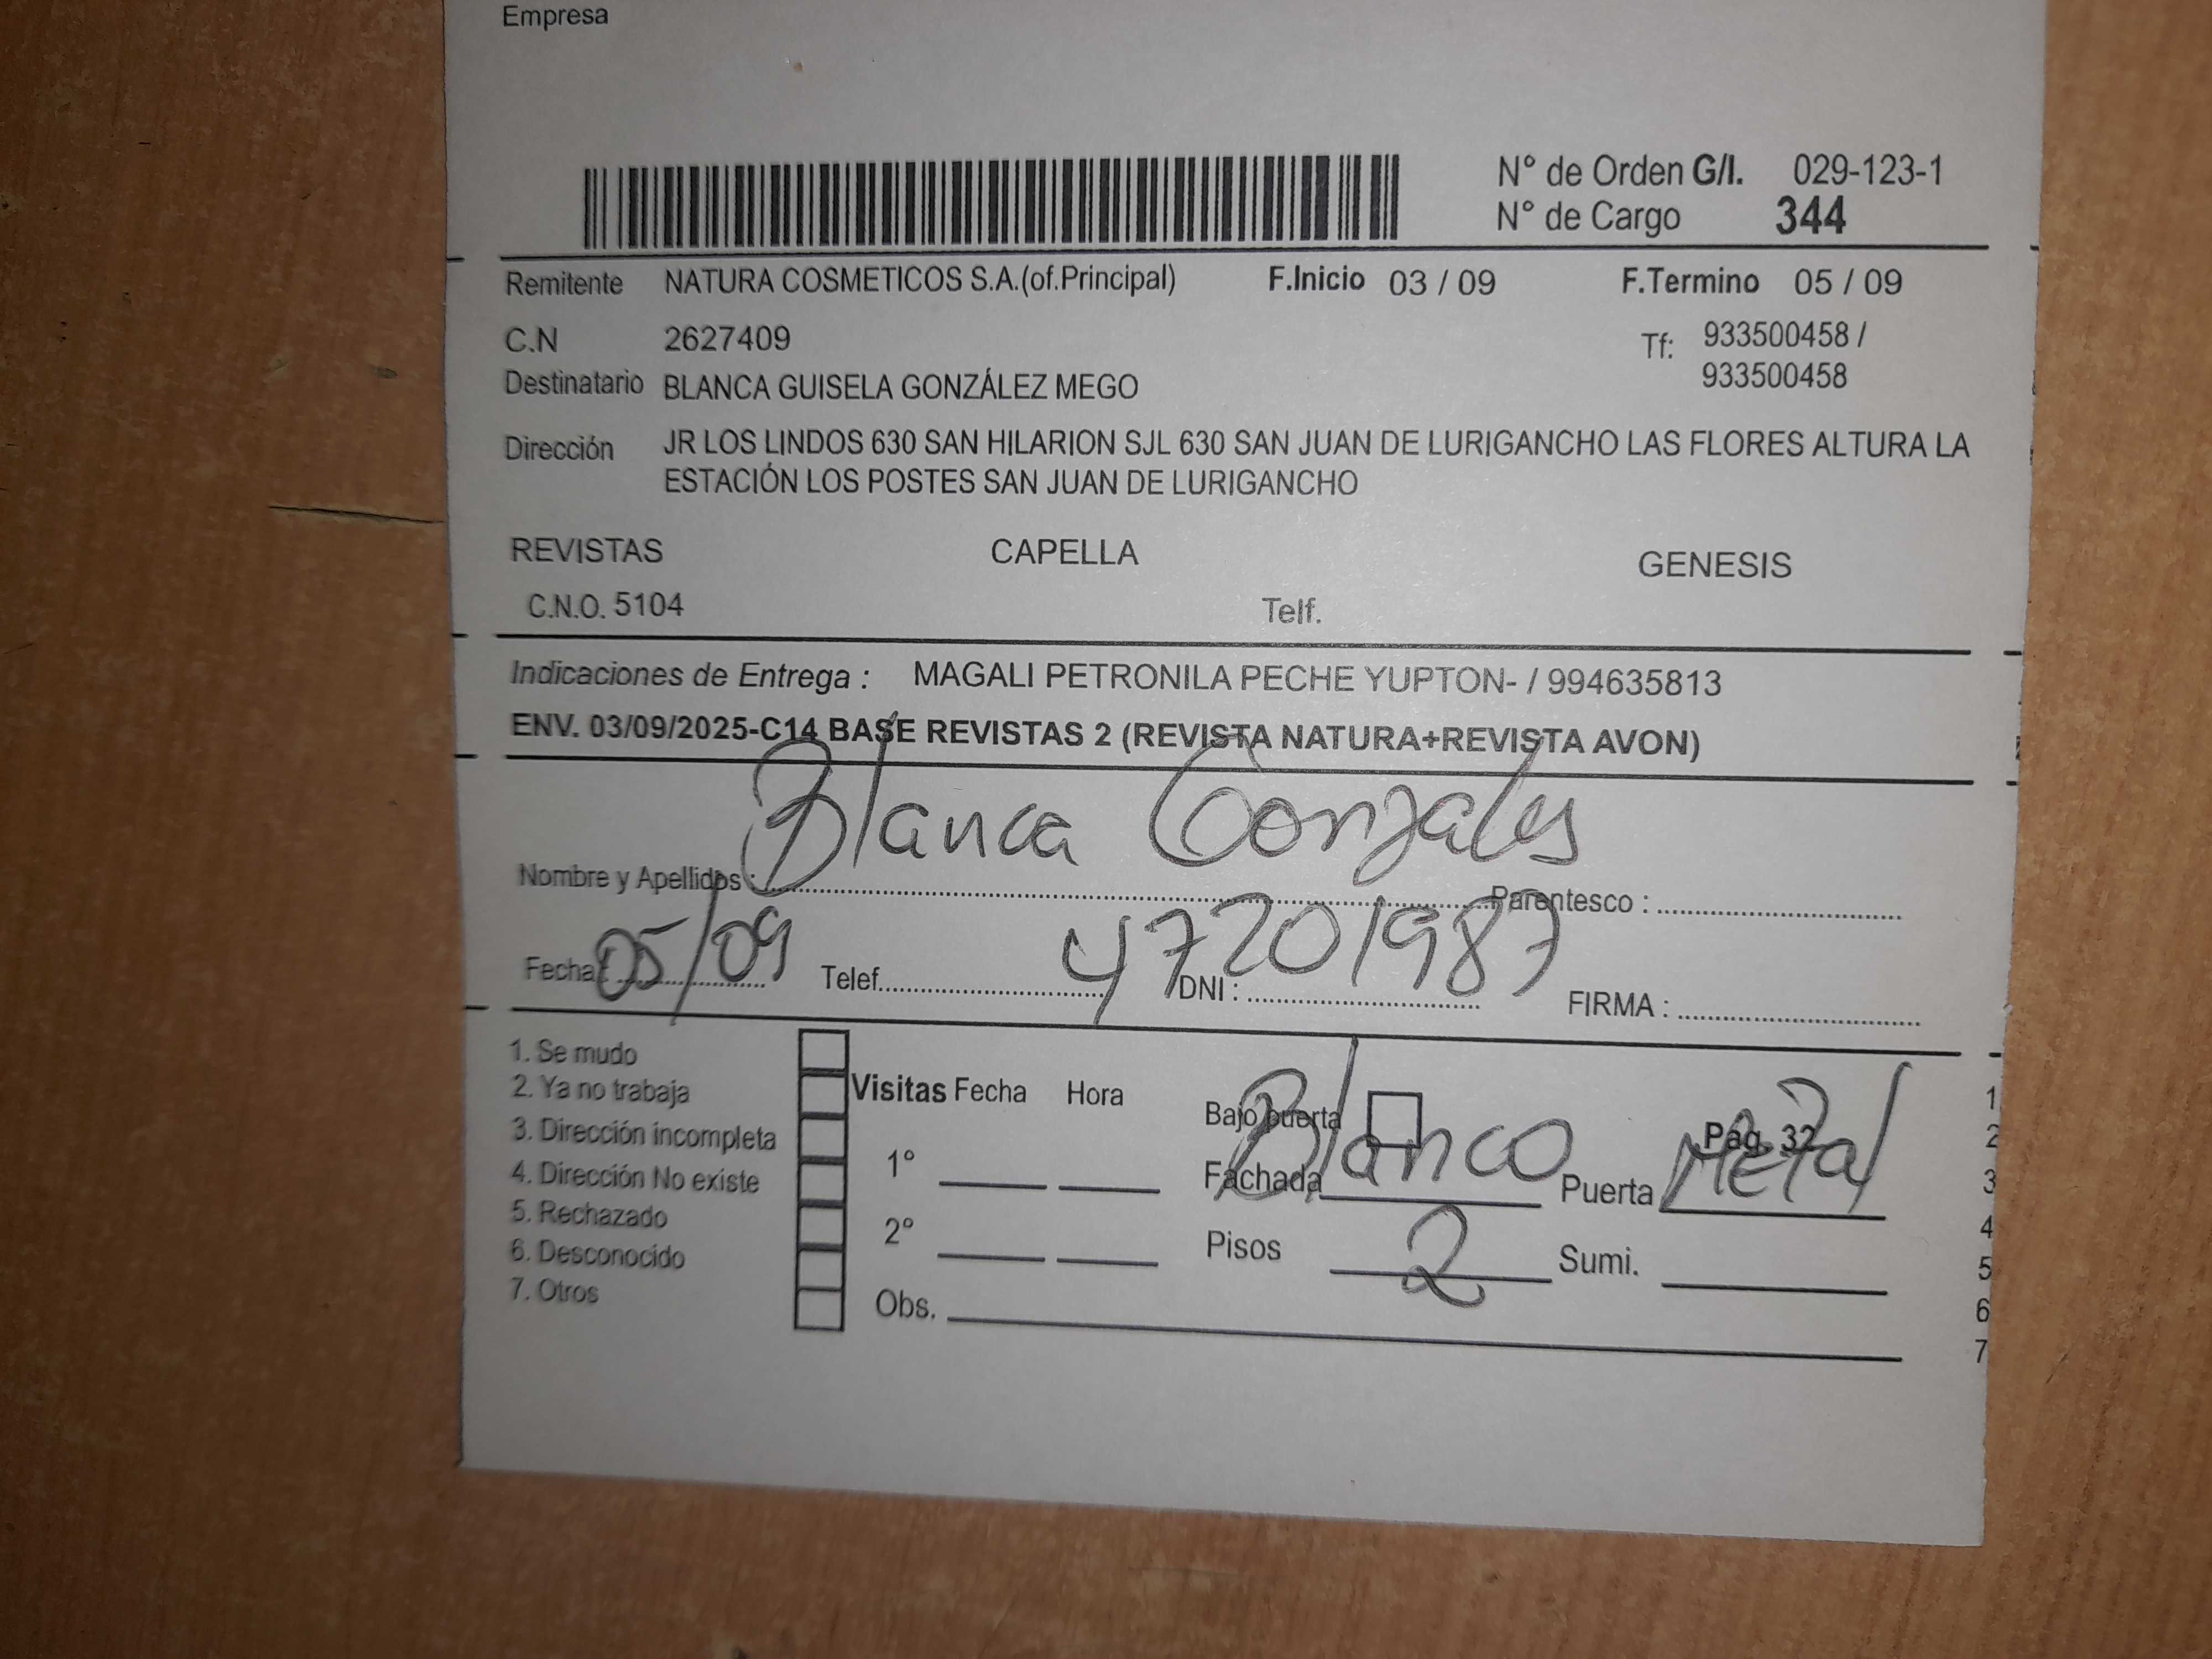 Empresa
N° de Orden G/I. 029-123-1
N° de Cargo 344
Remitente NATURA COSMETICOS S.A.(of.Principal) F.Inicio 03 / 09 F.Termino 05 / 09
C.N 2627409 Tf: 933500458 /
933500458
Destinatario BLANCA GUISELA GONZÁLEZ MEGO
Dirección JR LOS LINDOS 630 SAN HILARION SJL 630 SAN JUAN DE LURIGANCHO LAS FLORES ALTURA LA
ESTACIÓN LOS POSTES SAN JUAN DE LURIGANCHO
REVISTAS CAPELLA GENESIS
C.N.O. 5104 Telf.
Indicaciones de Entrega : MAGALI PETRONILA PECHE YUPTON- / 994635813
ENV. 03/09/2025-C14 BASE REVISTAS 2 (REVISTA NATURA+REVISTA AVON)
Nombre y Apellidos : Blanca Gonzales Parentesco :
Fecha : 05/09 Telef. DNI : 47201987 FIRMA :
1. Se mudo
2. Ya no trabaja
3. Dirección incompleta
4. Dirección No existe
5. Rechazado
6. Desconocido
7. Otros
Visitas Fecha Hora
1°
2°
Obs.
Bajo puerta Pag. 32
Fachada Blanco Puerta Metal
Pisos 2 Sumi.
1
2
3
4
5
6
7